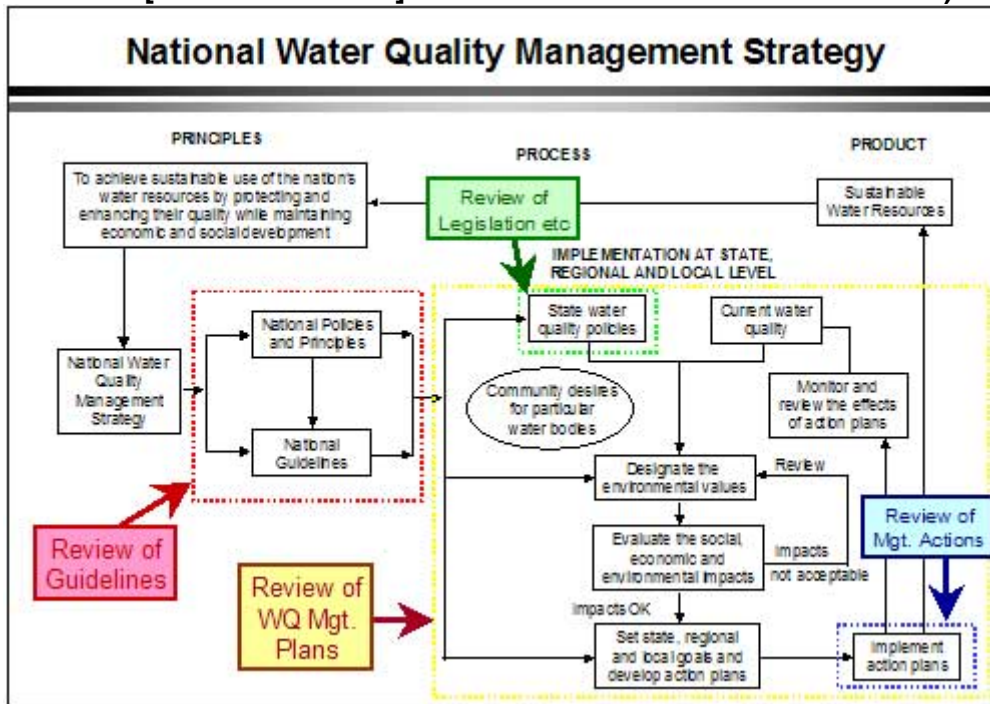 National Water Quality Management Strategy
PRINCIPLES
PROCESS
PRODUCT
To achieve sustainable use of the nation's
water resources by protecting and
enhancing their quality while maintaining
economic and social development
Review of
Legislation etc
Sustainable
Water Resources
IMPLEMENTATION AT STATE,
REGIONAL AND LOCAL LEVEL
National Policies
and Principles
State water
quality policies
Current water
quality
National Water
Quality
Management
Strategy
Community desires
for particular
water bodies
Monitor and
review the effects
of action plans
National
Guidelines
Designate the
environmental values
Review
Review of
Mgt. Actions
Review of
Guidelines
Evaluate the social,
economic and
environmental impacts
Impacts
not acceptable
Review of
WQ Mgt.
Plans
Impacts OK
Set state, regional
and local goals and
develop action plans
Implement
action plans